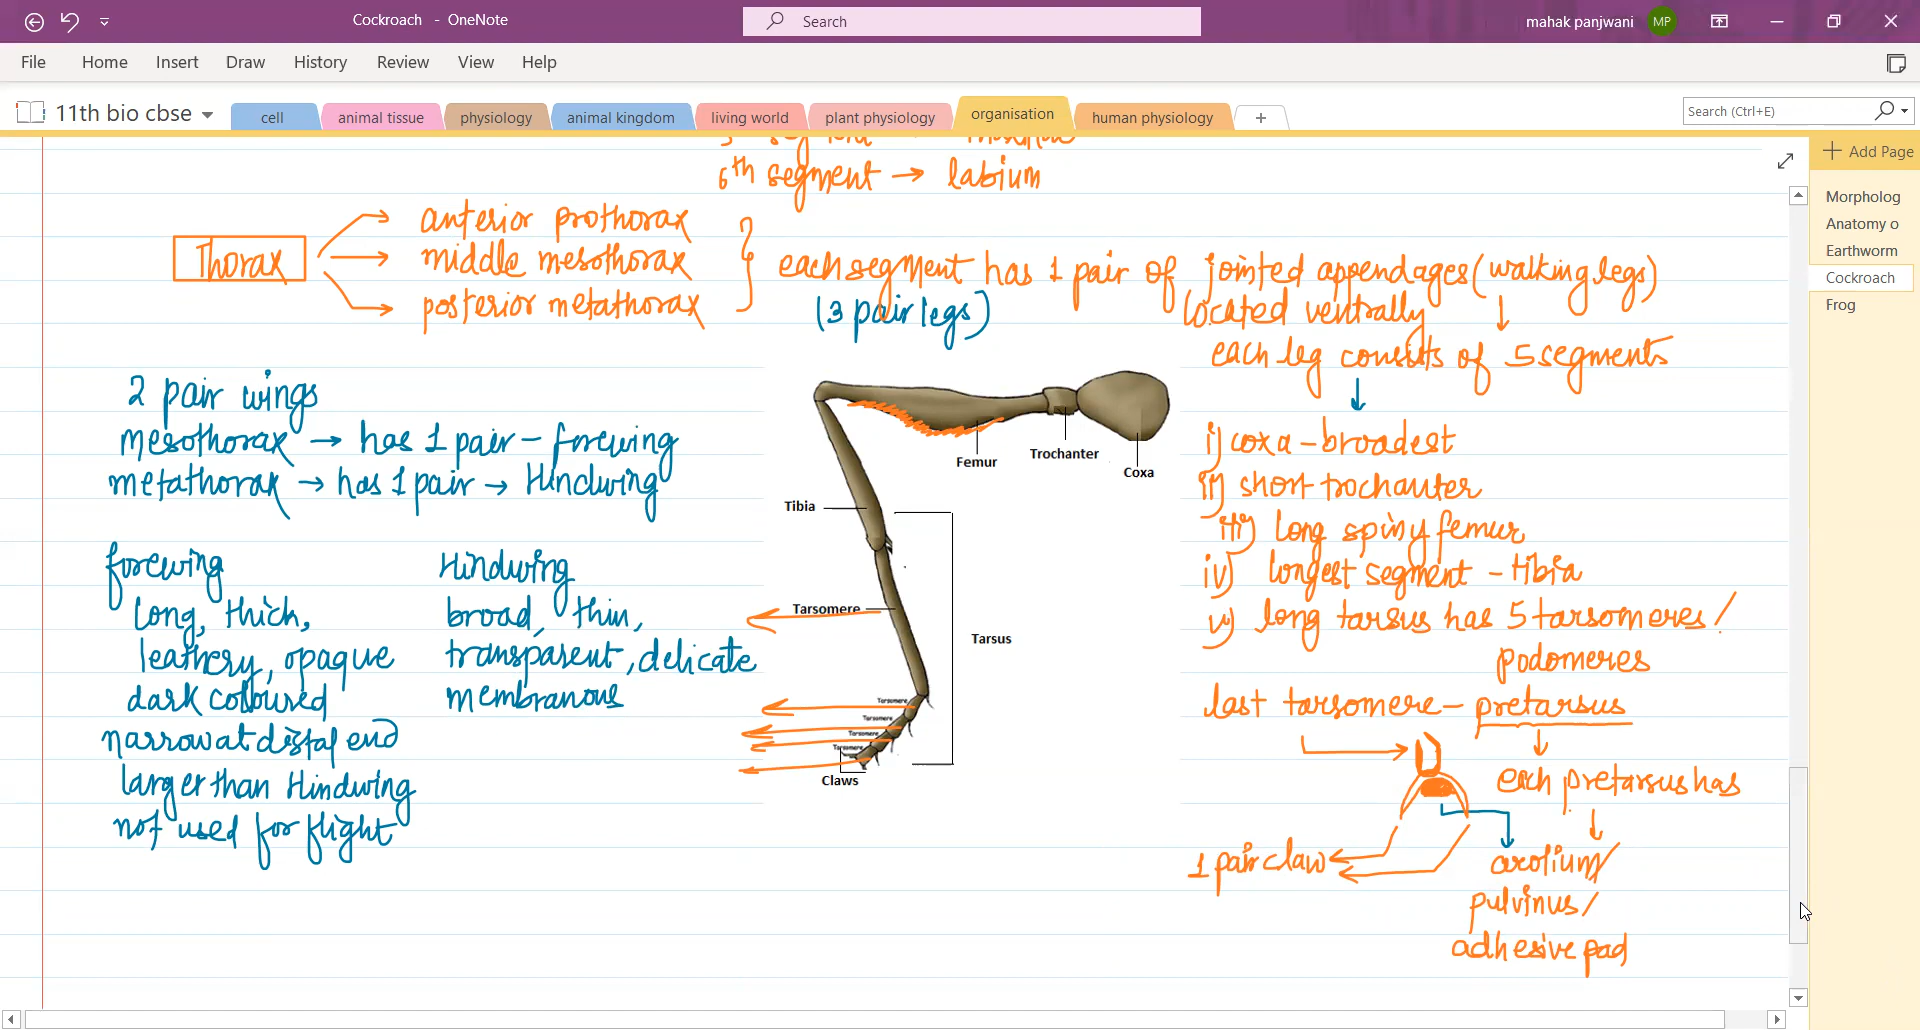 Cockroach - OneNote
Search
mahak panjwani
MP
File Home Insert Draw History Review View Help
11th bio cbse
cell
animal tissue
physiology
animal kingdom
living world
plant physiology
organisation
human physiology
Search (Ctrl+E)
Add Page
Morpholog
Anatomy o
Earthworm
Cockroach
Frog
6th segment → labium
Thorax
anterior prothorax
middle mesothorax
posterior metathorax
each segment has 1 pair of jointed appendages (walking legs)
(3 pair legs)
located ventrally
each leg consists of 5 segments
2 pair wings
mesothorax → has 1 pair - forewing
metathorax → has 1 pair → Hindwing
forewing
long, thick,
leathery, opaque
dark coloured
narrow at distal end
larger than Hindwing
not used for flight
Hindwing
broad, thin,
transparent, delicate
membranous
Femur
Trochanter
Coxa
Tibia
Tarsomere
Tarsus
Tarsomere
Tarsomere
Tarsomere
Tarsomere
Claws
i) coxa - broadest
ii) short trochanter
iii) long spiny femur
iv) longest segment - tibia
v) long tarsus has 5 tarsomeres /
podomeres
last tarsomere - pretarsus
each pretarsus has
1 pair claw
arolium /
pulvinus /
adhesive pad